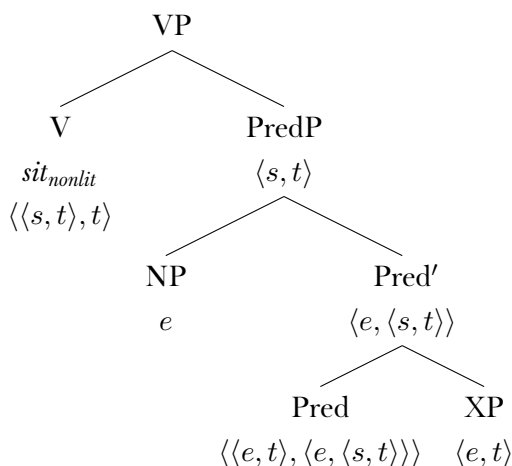 VP
V PredP
sit_nonlit ⟨s, t⟩
⟨⟨s, t⟩, t⟩
NP Pred′
e ⟨e, ⟨s, t⟩⟩
Pred XP
⟨⟨e, t⟩, ⟨e, ⟨s, t⟩⟩⟩ ⟨e, t⟩